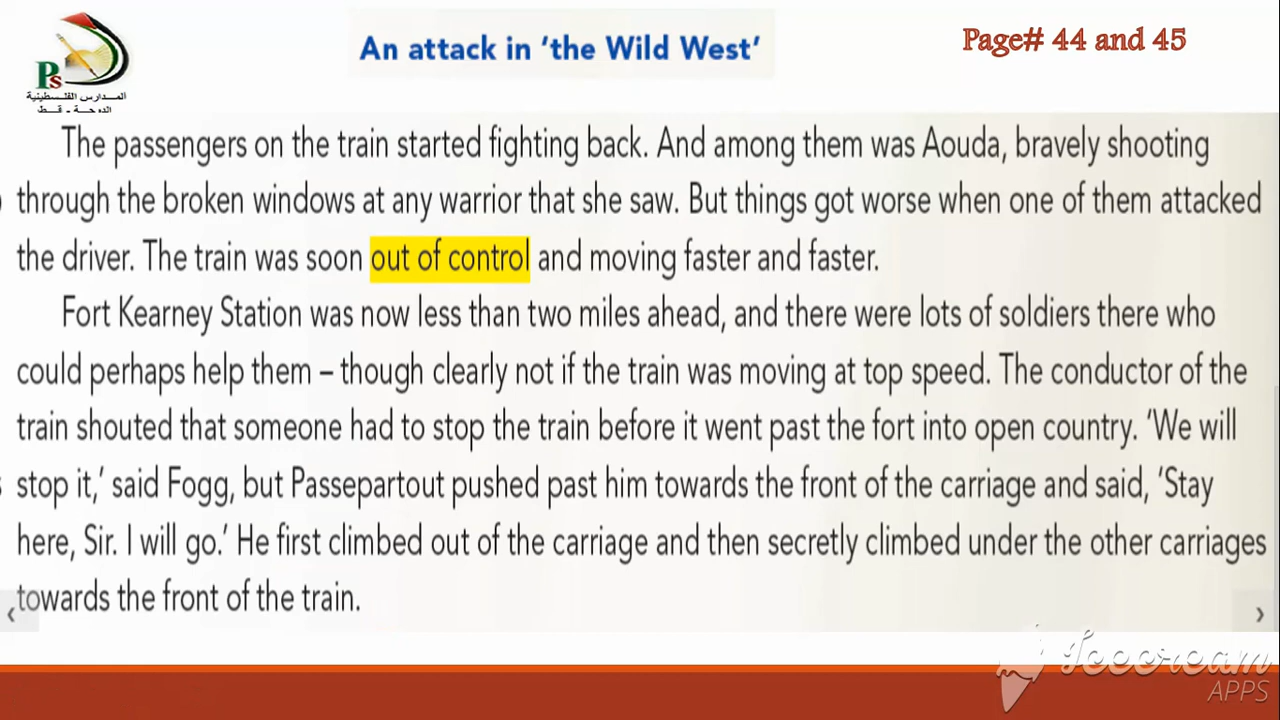 An attack in ‘the Wild West’
Page# 44 and 45
Ps
المدارس الفلسطينية
الدوحة - قطر
The passengers on the train started fighting back. And among them was Aouda, bravely shooting
through the broken windows at any warrior that she saw. But things got worse when one of them attacked
the driver. The train was soon out of control and moving faster and faster.
Fort Kearney Station was now less than two miles ahead, and there were lots of soldiers there who
could perhaps help them – though clearly not if the train was moving at top speed. The conductor of the
train shouted that someone had to stop the train before it went past the fort into open country. ‘We will
stop it,’ said Fogg, but Passepartout pushed past him towards the front of the carriage and said, ‘Stay
here, Sir. I will go.’ He first climbed out of the carriage and then secretly climbed under the other carriages
towards the front of the train.
Icecream
APPS